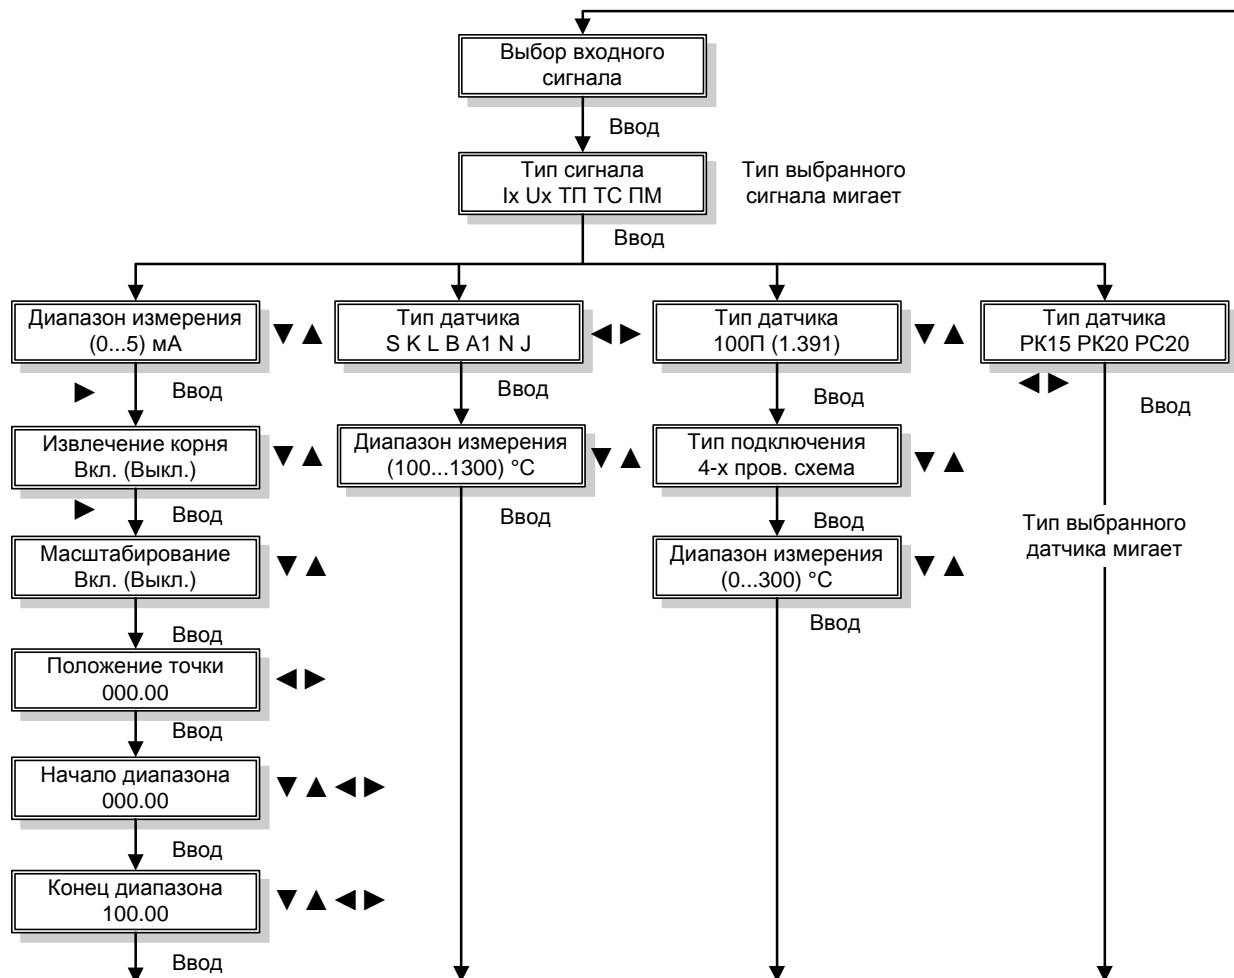 Выбор входного
сигнала
Ввод
Тип сигнала
Ix Ux ТП ТС ПМ
Тип выбранного
сигнала мигает
Ввод
Диапазон измерения
(0...5) мА
Ввод
Извлечение корня
Вкл. (Выкл.)
Ввод
Масштабирование
Вкл. (Выкл.)
Ввод
Положение точки
000.00
Ввод
Начало диапазона
000.00
Ввод
Конец диапазона
100.00
Ввод
Тип датчика
S K L B A1 N J
Ввод
Диапазон измерения
(100...1300) °C
Ввод
Тип датчика
100П (1.391)
Ввод
Тип подключения
4-х пров. схема
Ввод
Диапазон измерения
(0...300) °C
Ввод
Тип датчика
РК15 РК20 РС20
Ввод
Тип выбранного
датчика мигает